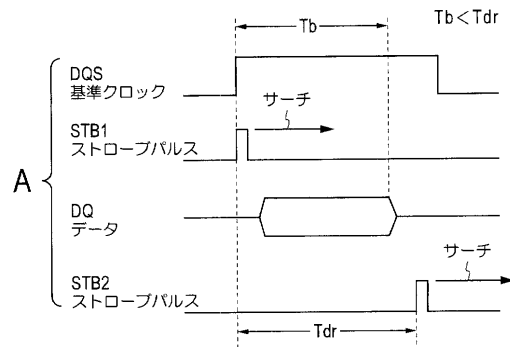 Tb
Tb<Tdr
DQS
基準クロック
サーチ
STB1
ストローブパルス
A
DQ
データ
サーチ
STB2
ストローブパルス
Tdr